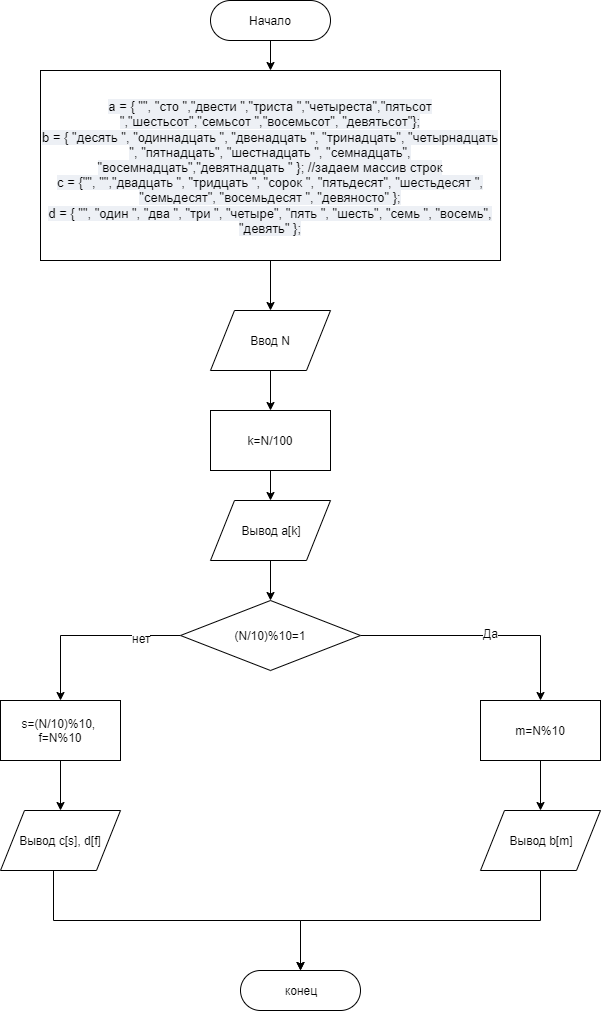 Начало
a = { "", "сто ","двести ","триста ","четыреста","пятьсот
","шестьсот","семьсот ","восемьсот", "девятьсот"};
b = { "десять ", "одиннадцать ", "двенадцать ", "тринадцать", "четырнадцать
", "пятнадцать", "шестнадцать ", "семнадцать",
"восемнадцать","девятнадцать " }; //задаем массив строк
c = {"", "","двадцать ", "тридцать ", "сорок ", "пятьдесят", "шестьдесят ",
"семьдесят", "восемьдесят ", "девяносто" };
d = { "", "один ", "два ", "три ", "четыре", "пять ", "шесть", "семь ", "восемь",
"девять" };
Ввод N
k=N/100
Вывод a[k]
(N/10)%10=1
нет
Да
s=(N/10)%10,
f=N%10
m=N%10
Вывод c[s], d[f]
Вывод b[m]
конец